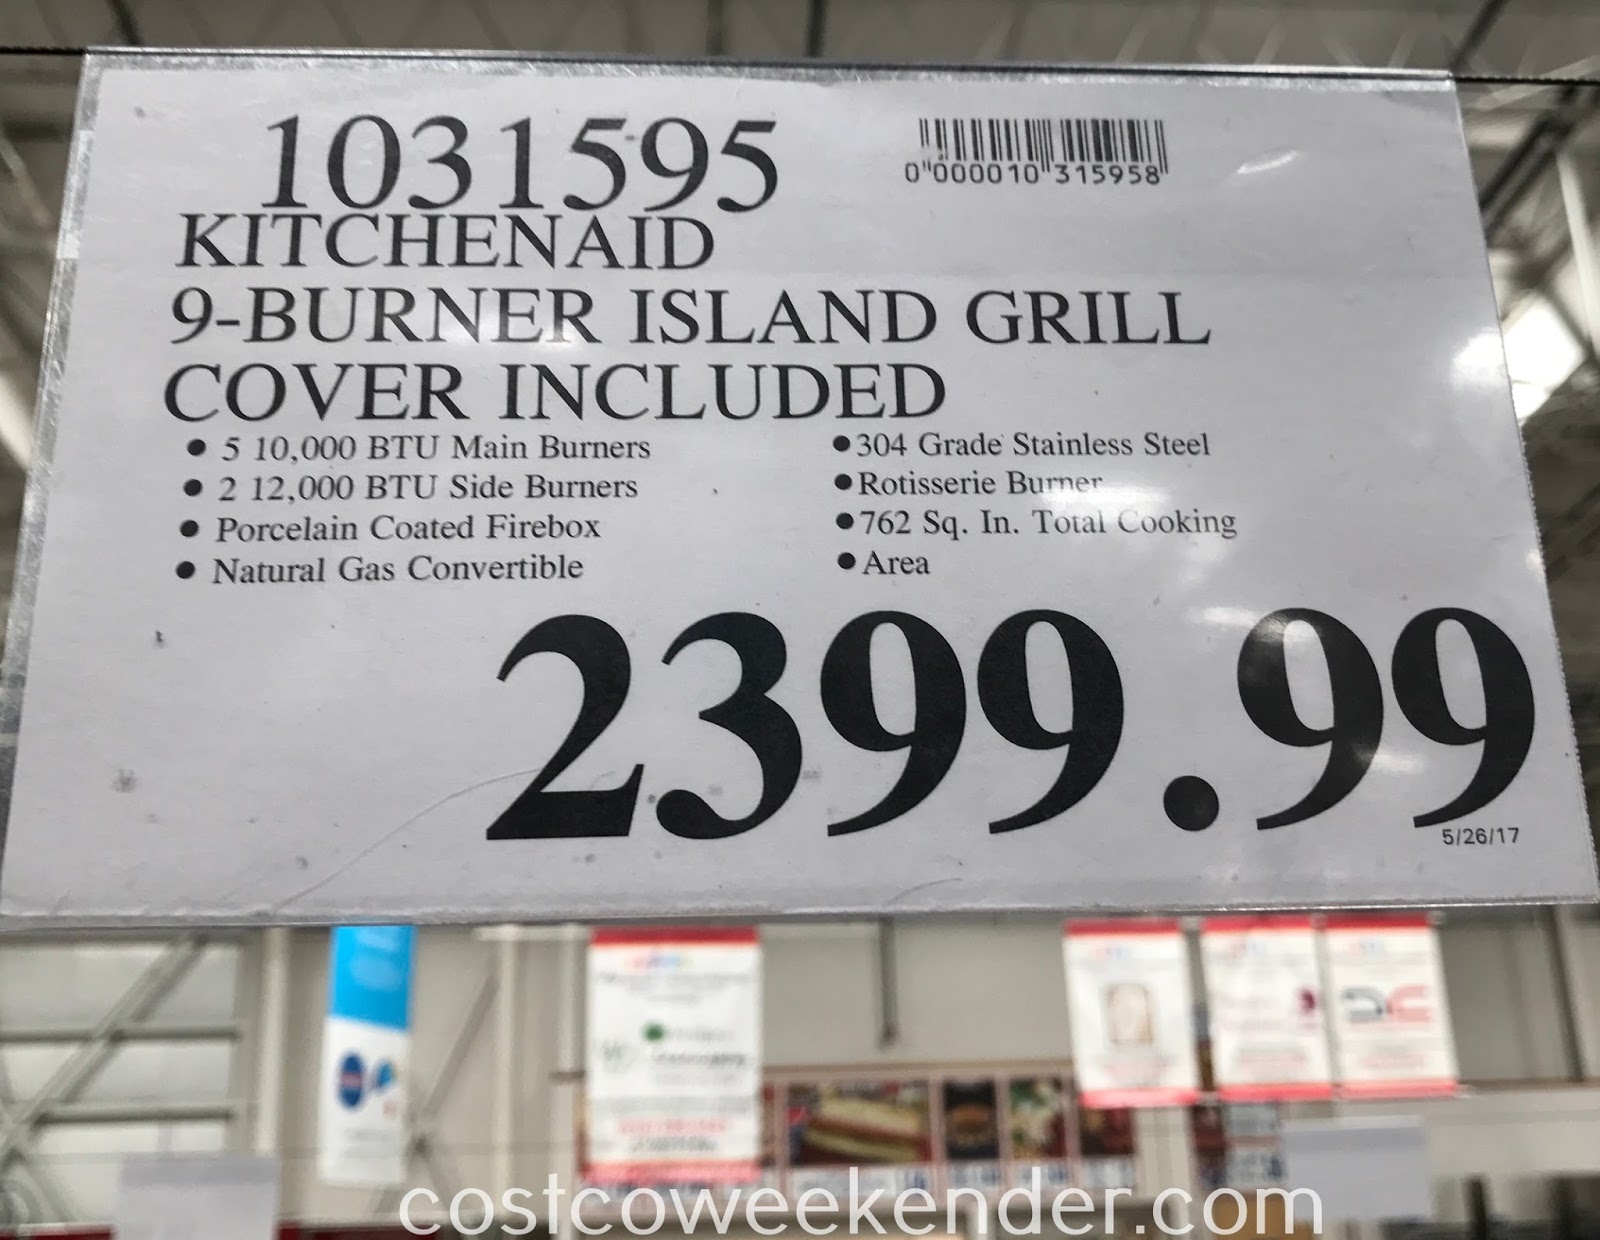 1031595
0 000010 315958
KITCHENAID
9-BURNER ISLAND GRILL
COVER INCLUDED
• 5 10,000 BTU Main Burners
• 2 12,000 BTU Side Burners
• Porcelain Coated Firebox
• Natural Gas Convertible
•304 Grade Stainless Steel
•Rotisserie Burner
•762 Sq. In. Total Cooking
•Area
2399.99
5/26/17
costcoweekender.com